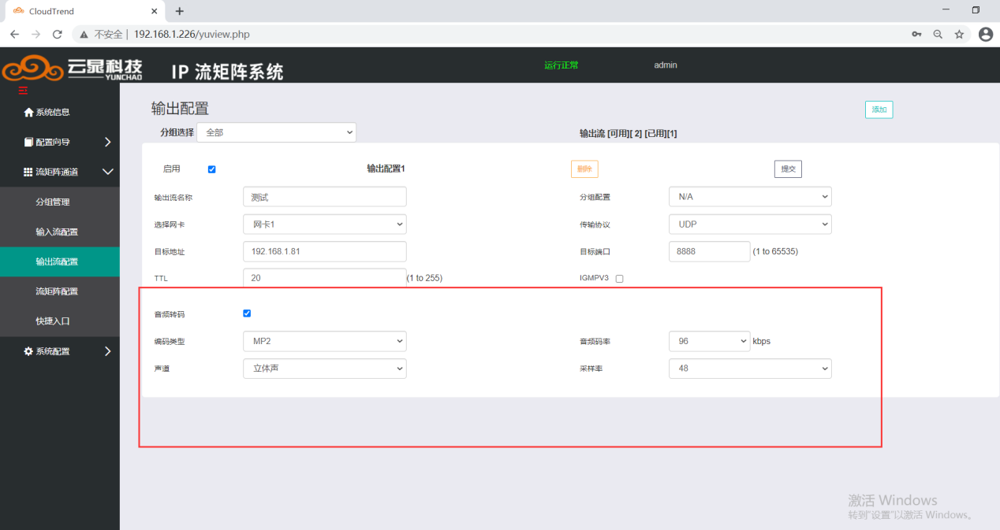 CloudTrend
不安全 | 192.168.1.226/yuview.php
云晁科技
YUNCHAO
IP 流矩阵系统
运行正常
admin
系统信息
配置向导
流矩阵通道
分组管理
输入流配置
输出流配置
流矩阵配置
快捷入口
系统配置
输出配置
添加
分组选择 全部
输出流 [可用][ 2] [已用][1]
启用 输出配置1 删除 提交
输出流名称 测试 分组配置 N/A
选择网卡 网卡1 传输协议 UDP
目标地址 192.168.1.81 目标端口 8888 (1 to 65535)
TTL 20 (1 to 255) IGMPV3
音频转码
编码类型 MP2 音频码率 96 kbps
声道 立体声 采样率 48
激活 Windows
转到"设置"以激活 Windows。